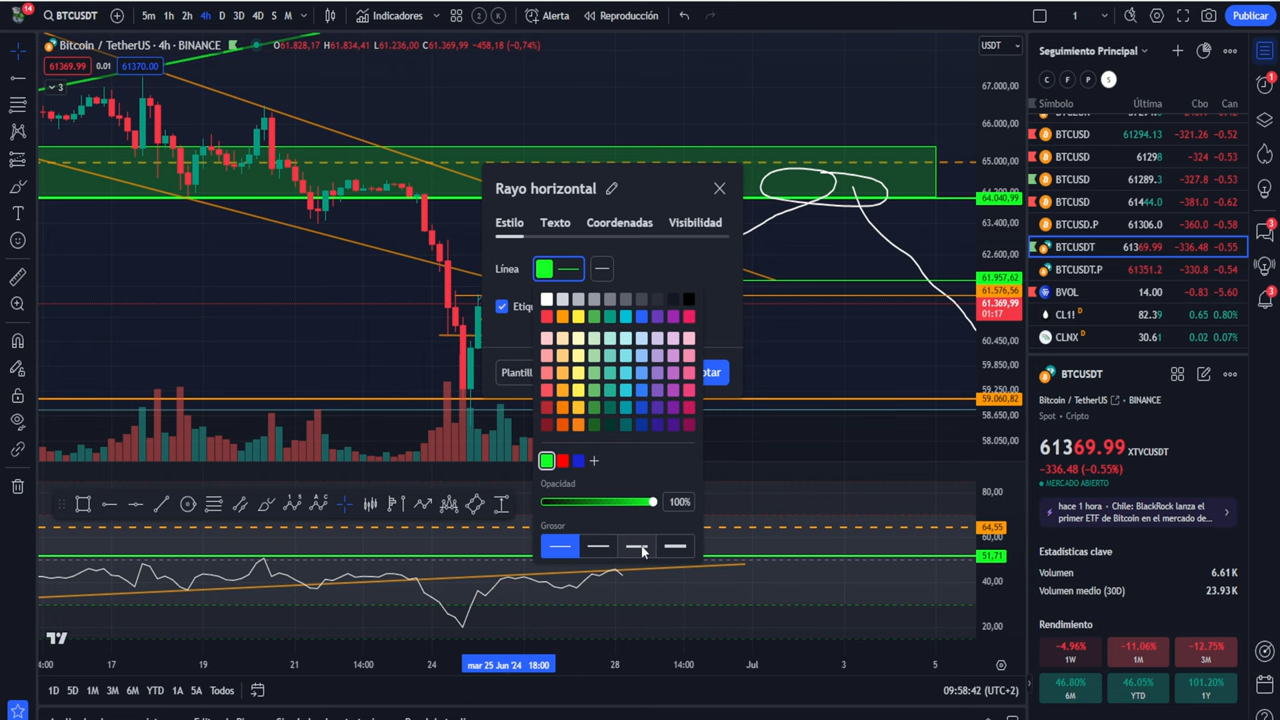 14
BTCUSDT
5m 1h 2h 4h D 3D 4D S M
Indicadores
2
K
Alerta
Reproducción
1
Publicar
Bitcoin / TetherUS · 4h · BINANCE
O61.828,17 H61.834,41 L61.236,00 C61.369,99 -458,18 (-0,74%)
USDT
61369.99 0.01 61370.00
3
67.000,00
66.000,00
65.000,00
64.040,99
63.400,00
62.600,00
61.957,62
61.576,56
61.369,99
01:17
60.450,00
59.850,00
59.250,00
59.060,82
58.650,00
58.050,00
80,00
64,55
60,00
51,71
40,00
20,00
Rayo horizontal
Estilo Texto Coordenadas Visibilidad
Línea
Opacidad
100%
Grosor
17 19 21 14:00 24 mar 25 Jun '24 18:00 28 14:00 Jul 3 5
1D 5D 1M 3M 6M YTD 1A 5A Todos
09:58:42 (UTC+2)
Seguimiento Principal
C F P S
Símbolo Última Cbo Can
BTCUSD 61294.13 -321.26 -0.52
BTCUSD 61298 -324 -0.53
BTCUSD 61289.3 -327.8 -0.53
BTCUSD 61444.0 -381.0 -0.62
BTCUSD.P 61306.0 -360.0 -0.58
BTCUSDT 61369.99 -336.48 -0.55
BTCUSDT.P 61351.2 -330.8 -0.54
BVOL 14.00 -0.83 -5.60
CL1! D 82.39 0.65 0.80%
CLNX D 30.61 0.02 0.07%
1
3
3
3
BTCUSDT
Bitcoin / TetherUS · BINANCE
Spot · Cripto
61369.99 XTVCUSDT
-336.48 (-0.55%)
MERCADO ABIERTO
hace 1 hora · Chile: BlackRock lanza el
primer ETF de Bitcoin en el mercado de...
Estadísticas clave
Volumen 6.61K
Volumen medio (30D) 23.93K
Rendimiento
-4.96% -11.06% -12.75%
1W 1M 3M
46.80% 46.05% 101.20%
6M YTD 1Y